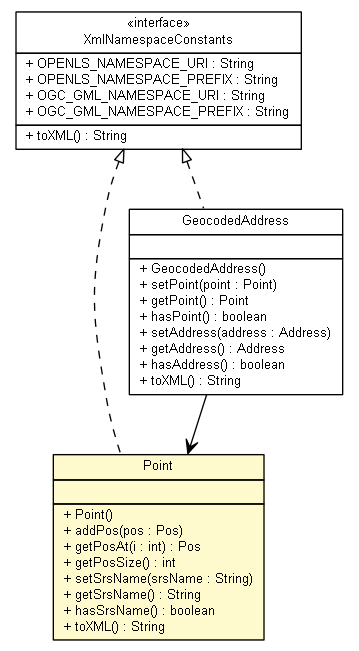 «interface»
XmlNamespaceConstants
+ OPENLS_NAMESPACE_URI : String
+ OPENLS_NAMESPACE_PREFIX : String
+ OGC_GML_NAMESPACE_URI : String
+ OGC_GML_NAMESPACE_PREFIX : String
+ toXML() : String
GeocodedAddress
+ GeocodedAddress()
+ setPoint(point : Point)
+ getPoint() : Point
+ hasPoint() : boolean
+ setAddress(address : Address)
+ getAddress() : Address
+ hasAddress() : boolean
+ toXML() : String
Point
+ Point()
+ addPos(pos : Pos)
+ getPosAt(i : int) : Pos
+ getPosSize() : int
+ setSrsName(srsName : String)
+ getSrsName() : String
+ hasSrsName() : boolean
+ toXML() : String